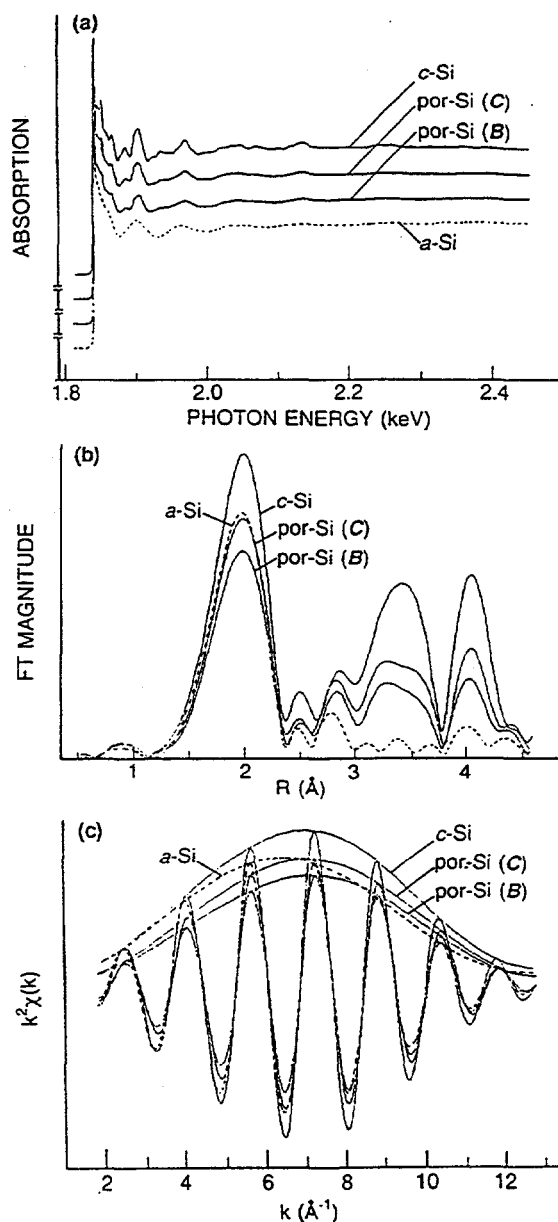 (a)
c-Si
por-Si (C)
por-Si (B)
a-Si
ABSORPTION
1.8 2.0 2.2 2.4
PHOTON ENERGY (keV)
(b)
a-Si
c-Si
por-Si (C)
por-Si (B)
FT MAGNITUDE
1 2 3 4
R (Å)
(c)
a-Si
c-Si
por-Si (C)
por-Si (B)
k²χ(k)
2 4 6 8 10 12
k (Å⁻¹)